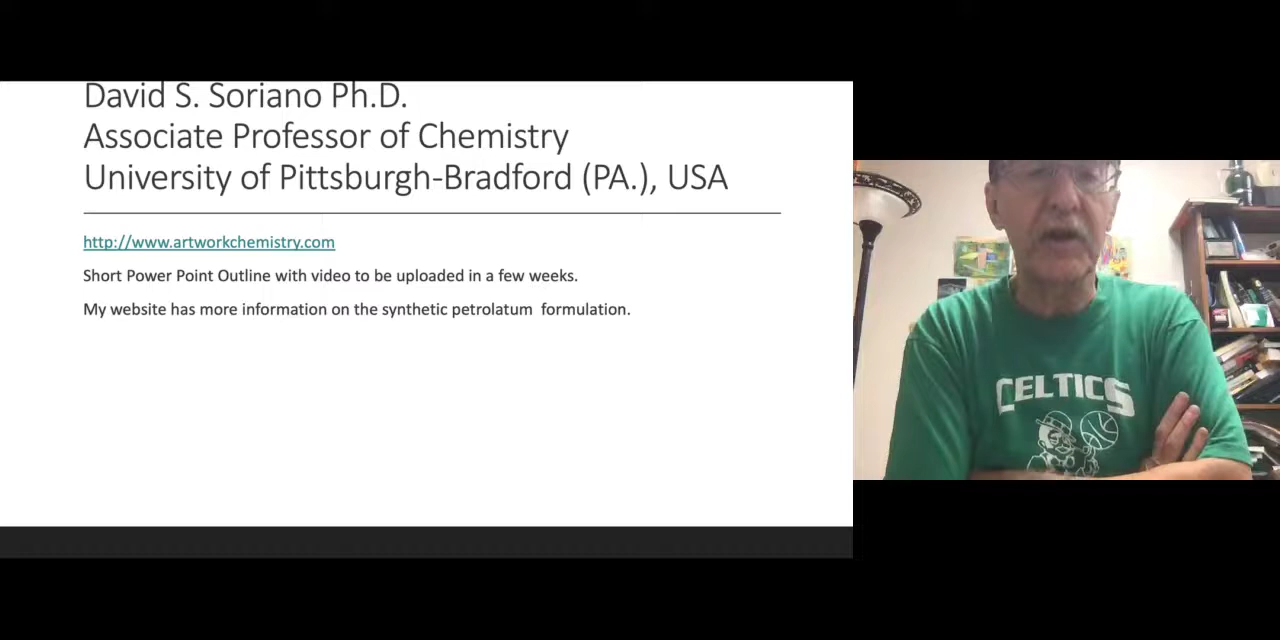 David S. Soriano Ph.D.
Associate Professor of Chemistry
University of Pittsburgh-Bradford (PA.), USA
http://www.artworkchemistry.com
Short Power Point Outline with video to be uploaded in a few weeks.
My website has more information on the synthetic petrolatum formulation.
CELTICS